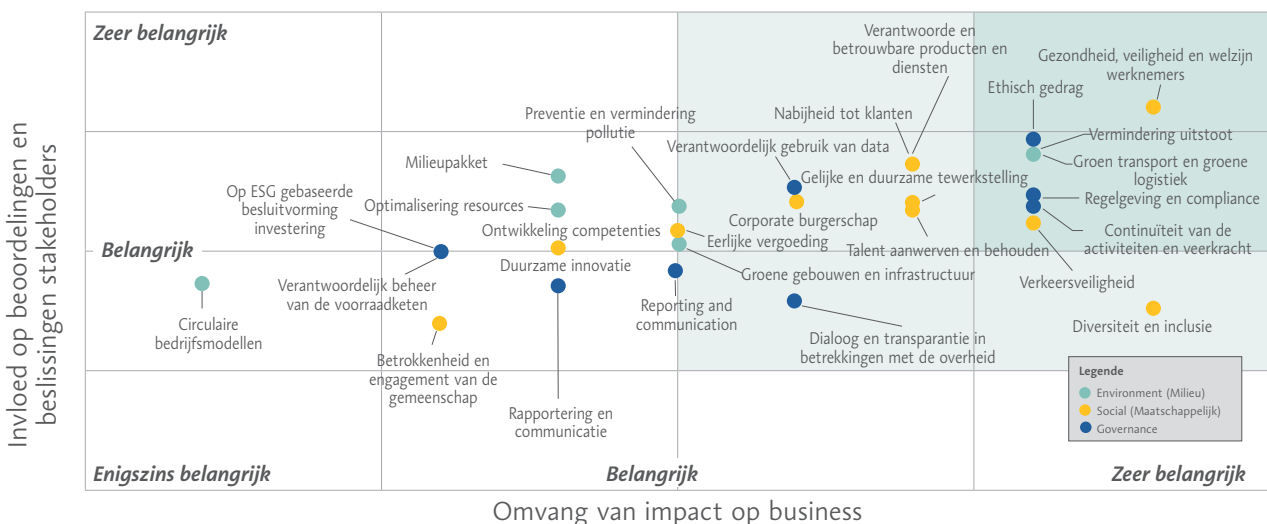 Invloed op beoordelingen en
beslissingen stakeholders
Zeer belangrijk
Verantwoorde en
betrouwbare producten en
diensten
Gezondheid, veiligheid en welzijn
werknemers
Ethisch gedrag
Preventie en vermindering
pollutie
Nabijheid tot klanten
Vermindering uitstoot
Verantwoordelijk gebruik van data
Milieupakket
Groen transport en groene
logistiek
Gelijke en duurzame tewerkstelling
Op ESG gebaseerde
besluitvorming
investering
Optimalisering resources
Regelgeving en compliance
Corporate burgerschap
Ontwikkeling competenties
Eerlijke vergoeding
Continuïteit van de
activiteiten en veerkracht
Belangrijk
Talent aanwerven en behouden
Duurzame innovatie
Groene gebouwen en infrastructuur
Verantwoordelijk beheer
van de voorraadketen
Verkeersveiligheid
Reporting and
communication
Circulaire
bedrijfsmodellen
Diversiteit en inclusie
Dialoog en transparantie in
betrekkingen met de overheid
Betrokkenheid en
engagement van de
gemeenschap
Rapportering en
communicatie
Legende
Environment (Milieu)
Social (Maatschappelijk)
Governance
Enigszins belangrijk
Belangrijk
Zeer belangrijk
Omvang van impact op business